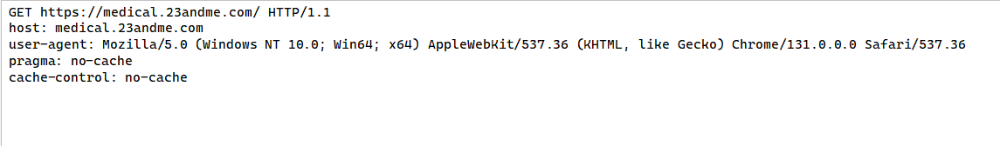 GET https://medical.23andme.com/ HTTP/1.1
host: medical.23andme.com
user-agent: Mozilla/5.0 (Windows NT 10.0; Win64; x64) AppleWebKit/537.36 (KHTML, like Gecko) Chrome/131.0.0.0 Safari/537.36
pragma: no-cache
cache-control: no-cache